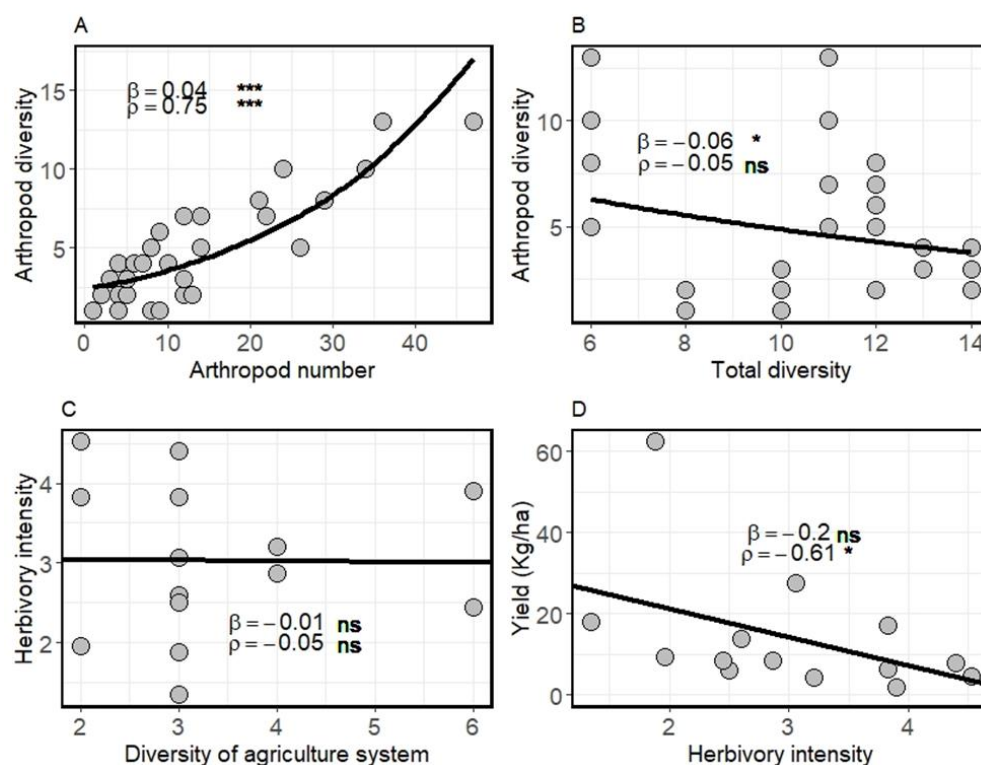 A
Arthropod diversity
15
10
5
β = 0.04 ***
ρ = 0.75 ***
0 10 20 30 40
Arthropod number
B
Arthropod diversity
10
5
β = −0.06 *
ρ = −0.05 ns
6 8 10 12 14
Total diversity
C
Herbivory intensity
4
3
2
β = −0.01 ns
ρ = −0.05 ns
2 3 4 5 6
Diversity of agriculture system
D
Yield (Kg/ha)
60
40
20
0
β = −0.2 ns
ρ = −0.61 *
2 3 4
Herbivory intensity